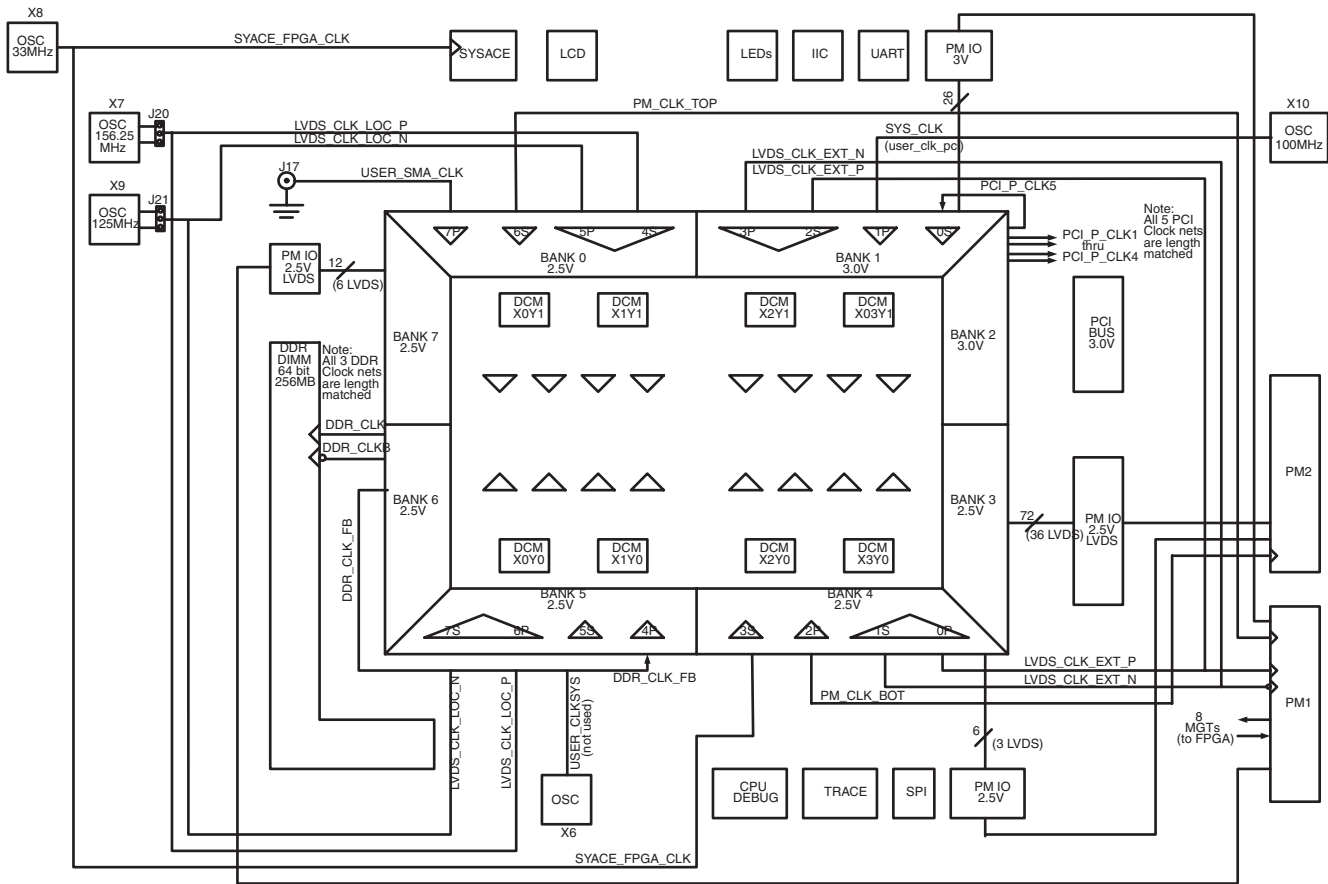 X8
OSC
33MHz
SYACE_FPGA_CLK
SYSACE
LCD
LEDs
IIC
UART
PM IO
3V
26
X7
OSC
156.25
MHz
J20
LVDS_CLK_LOC_P
LVDS_CLK_LOC_N
PM_CLK_TOP
SYS_CLK
(user_clk_pci)
X10
OSC
100MHz
J17
USER_SMA_CLK
LVDS_CLK_EXT_N
LVDS_CLK_EXT_P
PCI_P_CLK5
X9
OSC
125MHz
J21
7P
6S
5P
4S
3P
2S
1P
0S
BANK 0
2.5V
BANK 1
3.0V
PCI_P_CLK1
thru
PCI_P_CLK4
Note:
All 5 PCI
Clock nets
are length
matched
PM IO
2.5V
LVDS
12
(6 LVDS)
DCM
X0Y1
DCM
X1Y1
DCM
X2Y1
DCM
X03Y1
BANK 7
2.5V
BANK 2
3.0V
PCI
BUS
3.0V
DDR
DIMM
64 bit
256MB
Note:
All 3 DDR
Clock nets
are length
matched
DDR_CLK
DDR_CLKB
BANK 6
2.5V
BANK 3
2.5V
72
(36 LVDS)
PM IO
2.5V
LVDS
PM2
DDR_CLK_FB
DCM
X0Y0
DCM
X1Y0
DCM
X2Y0
DCM
X3Y0
BANK 5
2.5V
BANK 4
2.5V
7S
6P
5S
4P
3S
2P
1S
0P
DDR_CLK_FB
LVDS_CLK_EXT_P
LVDS_CLK_EXT_N
PM_CLK_BOT
PM1
8
MGTs
(to FPGA)
LVDS_CLK_LOC_N
LVDS_CLK_LOC_P
USER_CLKSYS
(not used)
6
(3 LVDS)
OSC
X6
CPU
DEBUG
TRACE
SPI
PM IO
2.5V
SYACE_FPGA_CLK